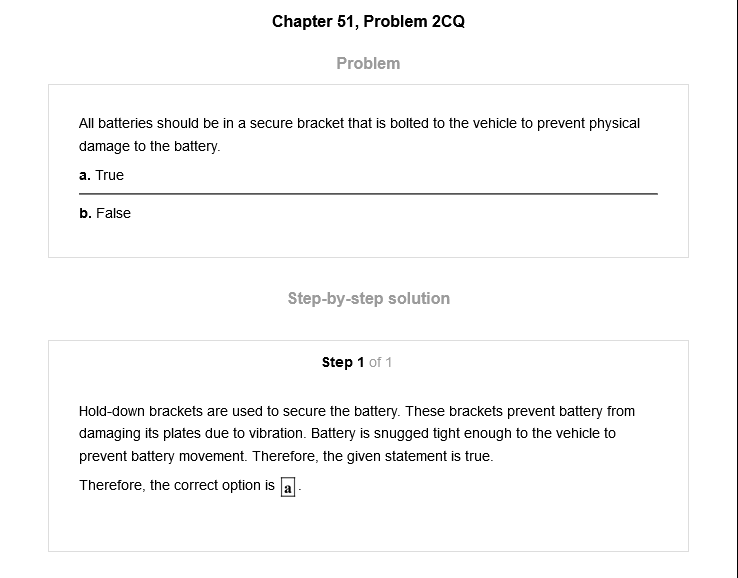 Chapter 51, Problem 2CQ
Problem
All batteries should be in a secure bracket that is bolted to the vehicle to prevent physical
damage to the battery.
a. True
b. False
Step-by-step solution
Step 1 of 1
Hold-down brackets are used to secure the battery. These brackets prevent battery from
damaging its plates due to vibration. Battery is snugged tight enough to the vehicle to
prevent battery movement. Therefore, the given statement is true.
Therefore, the correct option is a.